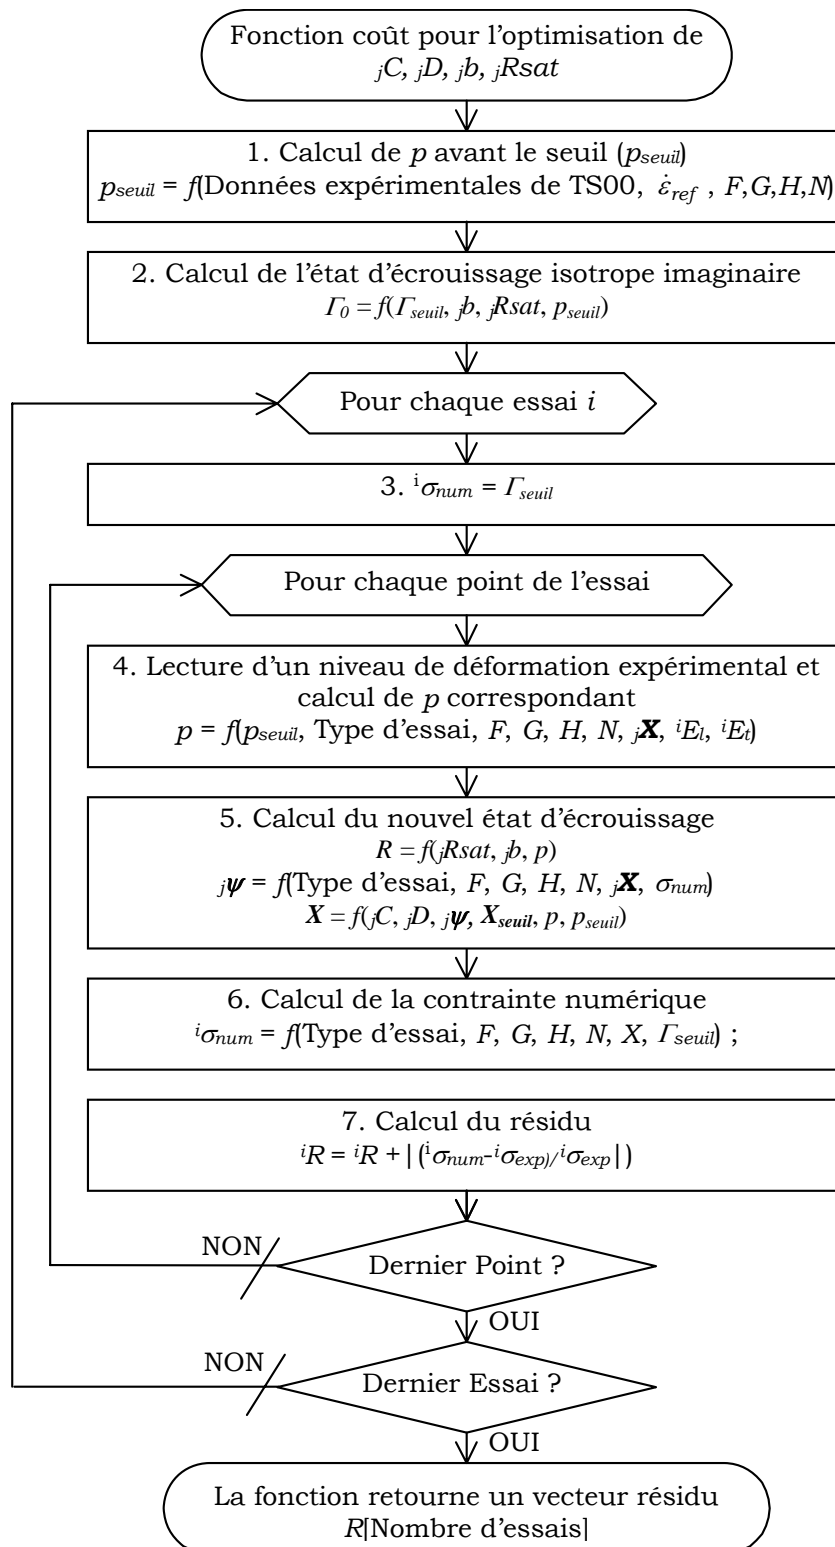 Fonction coût pour l'optimisation de
jC, jD, jb, jRsat
1. Calcul de p avant le seuil (pseuil)
pseuil = f(Données expérimentales de TS00, ε̇ref , F,G,H,N)
2. Calcul de l'état d'écrouissage isotrope imaginaire
Γ0 = f(Γseuil, jb, jRsat, pseuil)
Pour chaque essai i
3. ⁱσnum = Γseuil
Pour chaque point de l'essai
4. Lecture d'un niveau de déformation expérimental et
calcul de p correspondant
p = f(pseuil, Type d'essai, F, G, H, N, jX, ⁱEl, ⁱEt)
5. Calcul du nouvel état d'écrouissage
R = f(jRsat, jb, p)
jψ = f(Type d'essai, F, G, H, N, jX, σnum)
X = f(jC, jD, jψ, Xseuil, p, pseuil)
6. Calcul de la contrainte numérique
ⁱσnum = f(Type d'essai, F, G, H, N, X, Γseuil) ;
7. Calcul du résidu
ⁱR = ⁱR + |(ⁱσnum-ⁱσexp)/ⁱσexp|)
NON
Dernier Point ?
OUI
NON
Dernier Essai ?
OUI
La fonction retourne un vecteur résidu
R[Nombre d'essais]